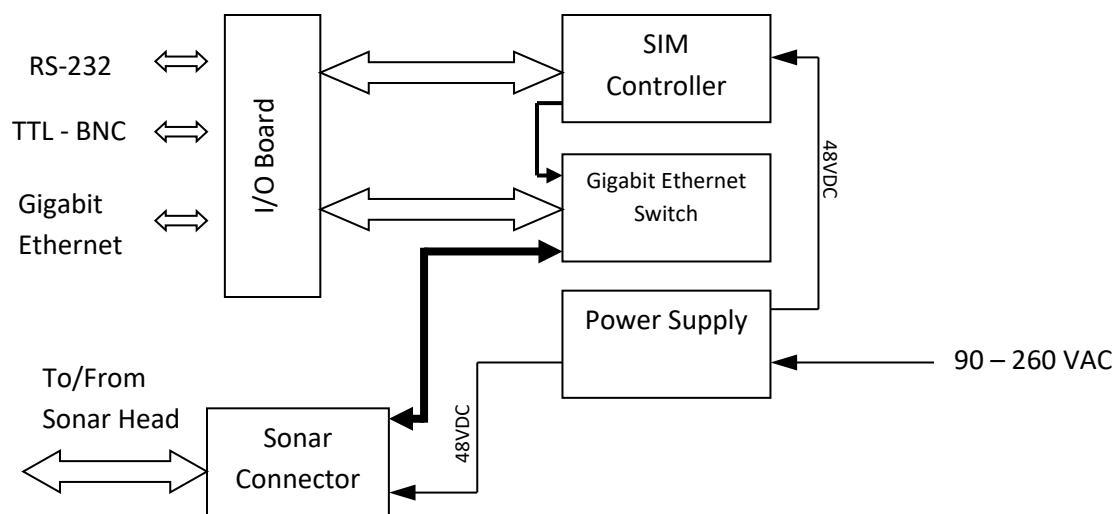 RS-232
TTL - BNC
Gigabit
Ethernet
I/O Board
SIM
Controller
48VDC
Gigabit Ethernet
Switch
Power Supply
90 – 260 VAC
To/From
Sonar Head
Sonar
Connector
48VDC